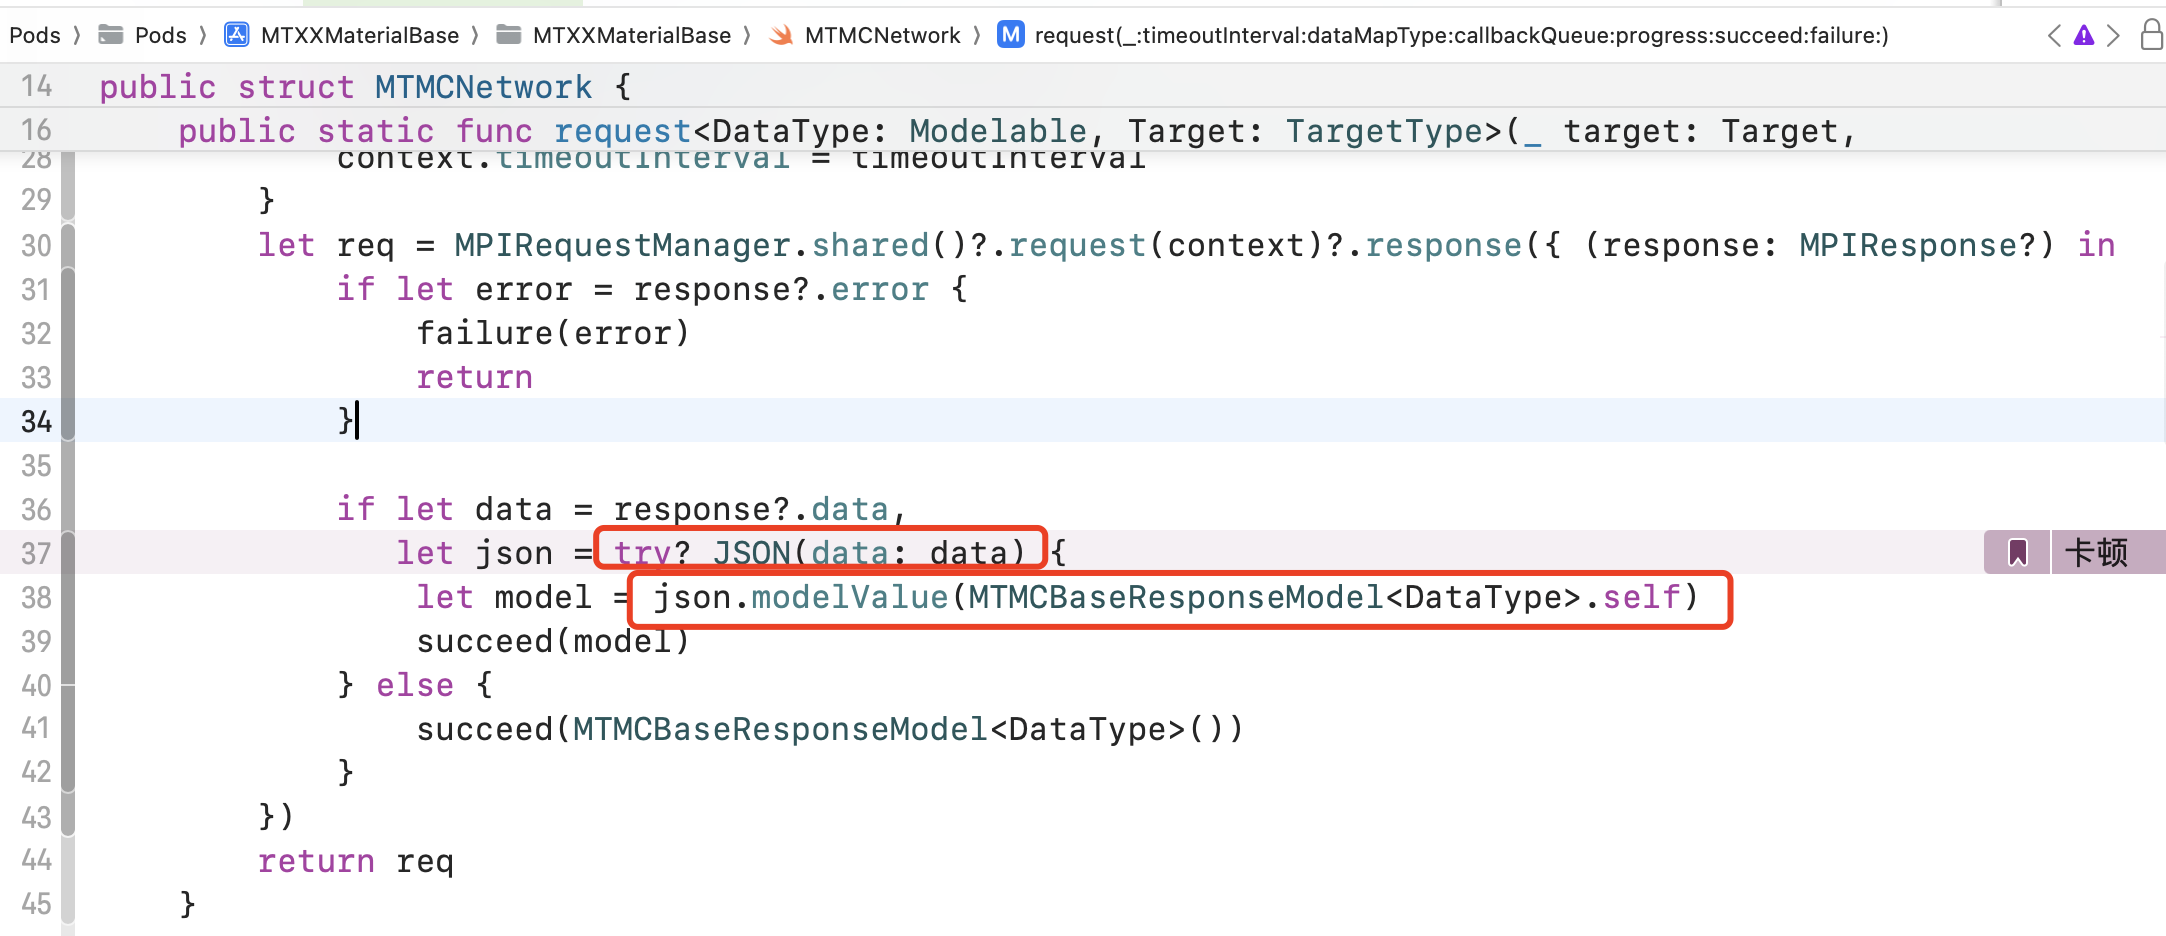 Pods 〉 Pods 〉 MTXXMaterialBase 〉 MTXXMaterialBase 〉 MTMCNetwork 〉 M request(_:timeoutInterval:dataMapType:callbackQueue:progress:succeed:failure:)
14 public struct MTMCNetwork {
16 public static func request<DataType: Modelable, Target: TargetType>(_ target: Target,
28 context.timeoutInterval = timeoutInterval
29 }
30 let req = MPIRequestManager.shared()?.request(context)?.response({ (response: MPIResponse?) in
31 if let error = response?.error {
32 failure(error)
33 return
34 }
35
36 if let data = response?.data,
37 let json = try? JSON(data: data) { 卡顿
38 let model = json.modelValue(MTMCBaseResponseModel<DataType>.self)
39 succeed(model)
40 } else {
41 succeed(MTMCBaseResponseModel<DataType>())
42 }
43 })
44 return req
45 }